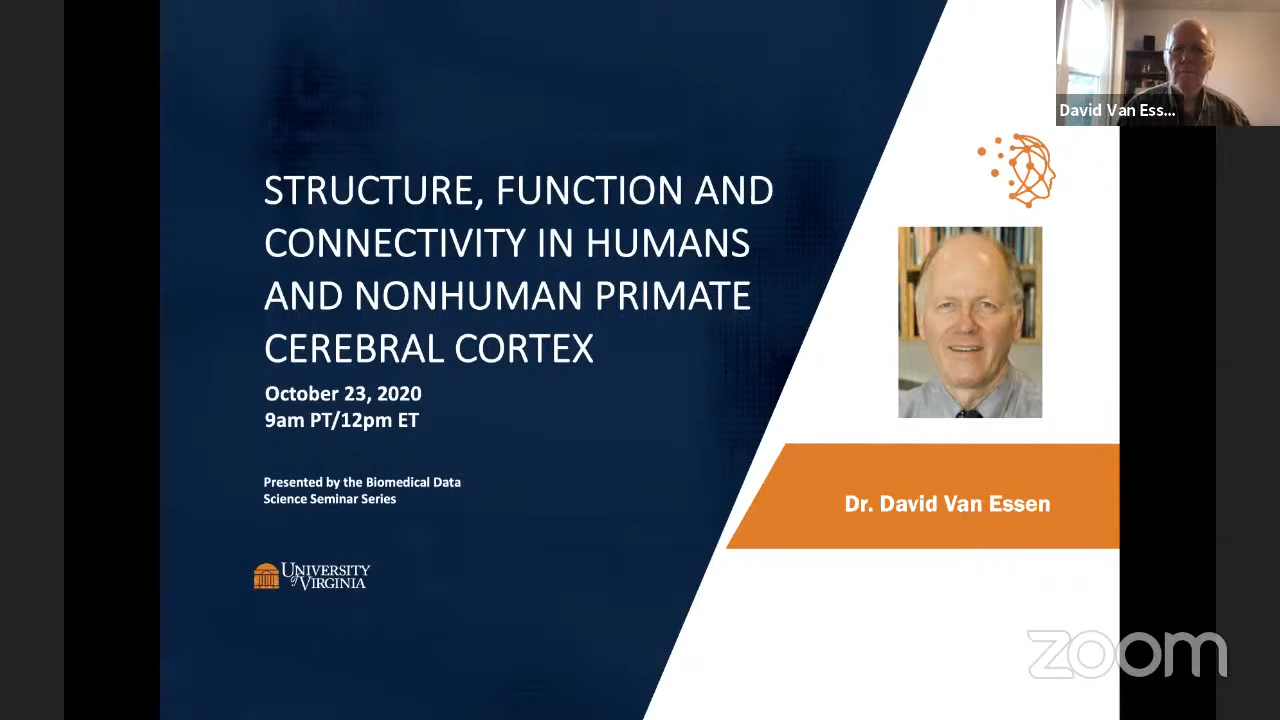 David Van Ess...
STRUCTURE, FUNCTION AND
CONNECTIVITY IN HUMANS
AND NONHUMAN PRIMATE
CEREBRAL CORTEX
October 23, 2020
9am PT/12pm ET
Presented by the Biomedical Data
Science Seminar Series
UNIVERSITY
of VIRGINIA
Dr. David Van Essen
zoom